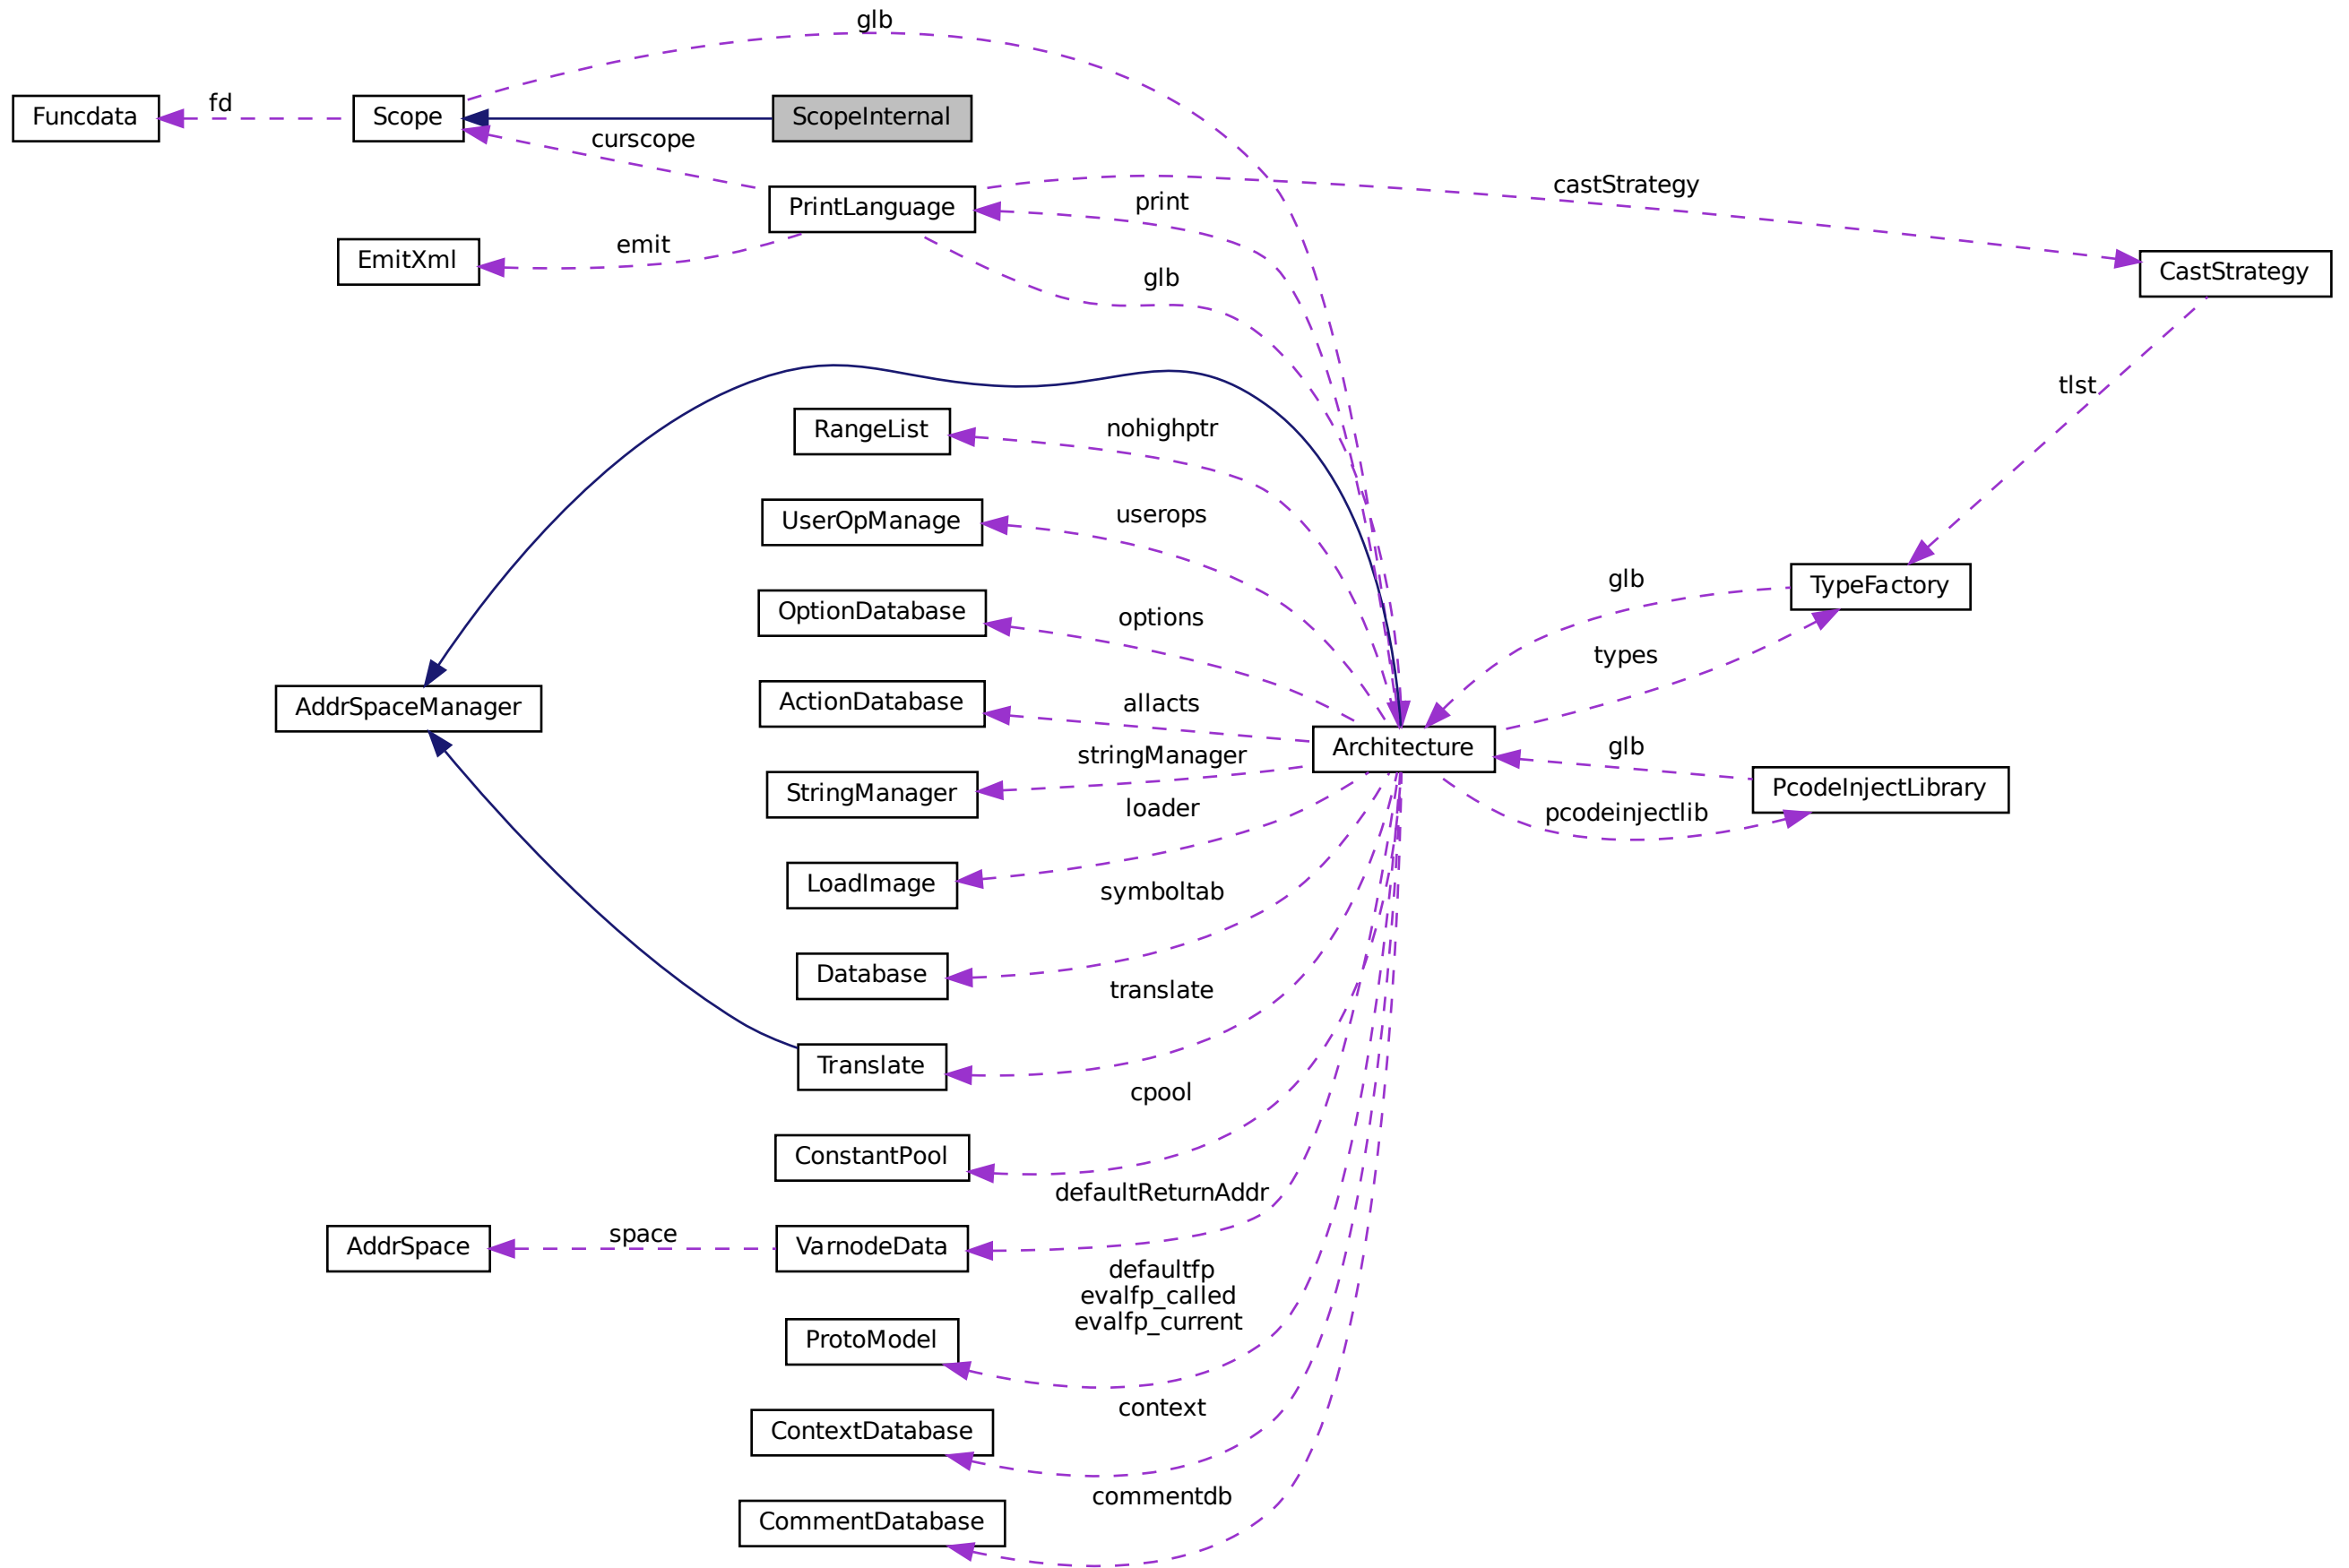 glb
Funcdata
fd
Scope
ScopeInternal
curscope
PrintLanguage
print
castStrategy
EmitXml
emit
glb
CastStrategy
tlst
RangeList
nohighptr
UserOpManage
userops
OptionDatabase
options
glb
TypeFactory
types
AddrSpaceManager
ActionDatabase
allacts
Architecture
glb
StringManager
stringManager
PcodeInjectLibrary
pcodeinjectlib
LoadImage
loader
Database
symboltab
Translate
translate
ConstantPool
cpool
AddrSpace
space
VarnodeData
defaultReturnAddr
ProtoModel
defaultfp
evalfp_called
evalfp_current
ContextDatabase
context
CommentDatabase
commentdb